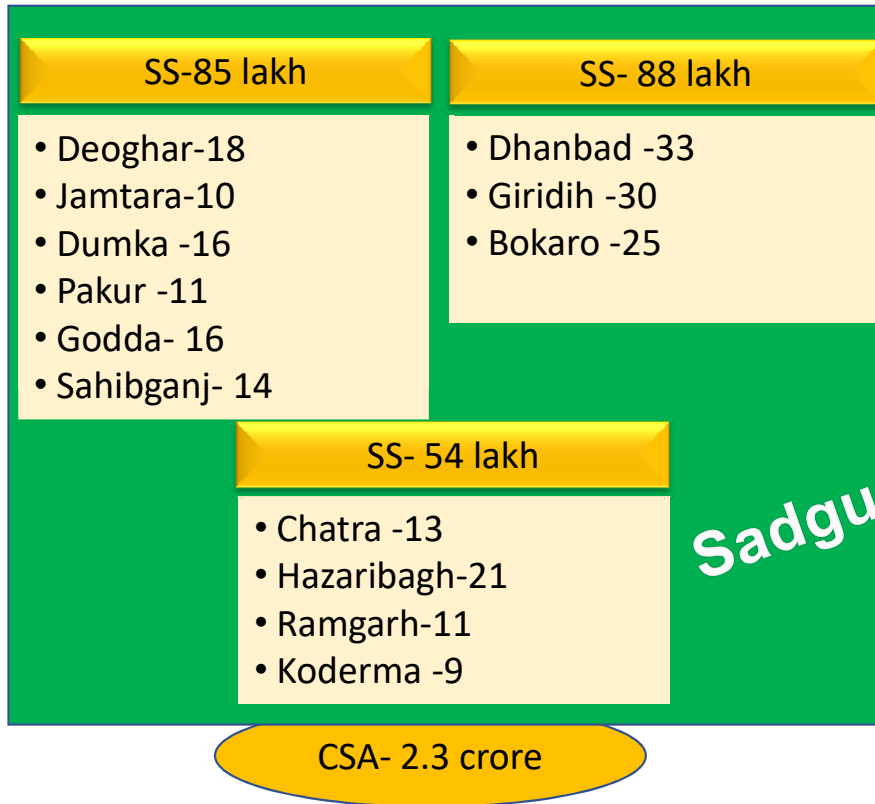 SS-85 lakh
• Deoghar-18
• Jamtara-10
• Dumka -16
• Pakur -11
• Godda- 16
• Sahibganj- 14
SS- 88 lakh
• Dhanbad -33
• Giridih -30
• Bokaro -25
SS- 54 lakh
• Chatra -13
• Hazaribagh-21
• Ramgarh-11
• Koderma -9
Sadgu
CSA- 2.3 crore